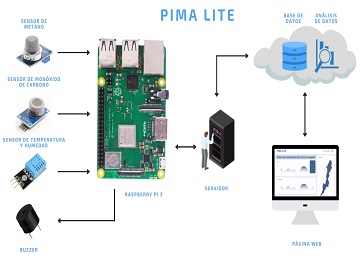 PIMA LITE
SENSOR DE
METANO
SENSOR DE MONÓXIDO
DE CARBONO
SENSOR DE TEMPERATURA
Y HUMEDAD
BUZZER
RASPBERRY PI 3
SERVIDOR
BASE DE
DATOS
ANÁLISIS
DE DATOS
PÁGINA WEB